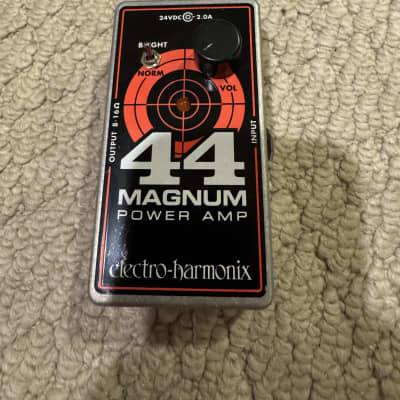 24VDC 2.0A
BRIGHT
NORM
VOL
OUTPUT 8-16Ω
INPUT
44
MAGNUM
POWER AMP
electro-harmonix